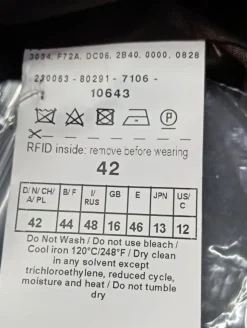 3034, F72A, DC06, 2B40, 0000, 0828
230063 - 80291 - 7106 -
1 10643
P
RFID inside: remove before wearing
42
D/ N/ CH/ A/ PL B/ F I/ RUS GB E JPN US/ C
42 44 48 16 46 13 12
Do Not Wash / Do not use bleach /
Cool iron 120°C/248°F / Dry clean
in any solvent except
trichloroethylene, reduced cycle,
moisture and heat / Do not tumble
dry